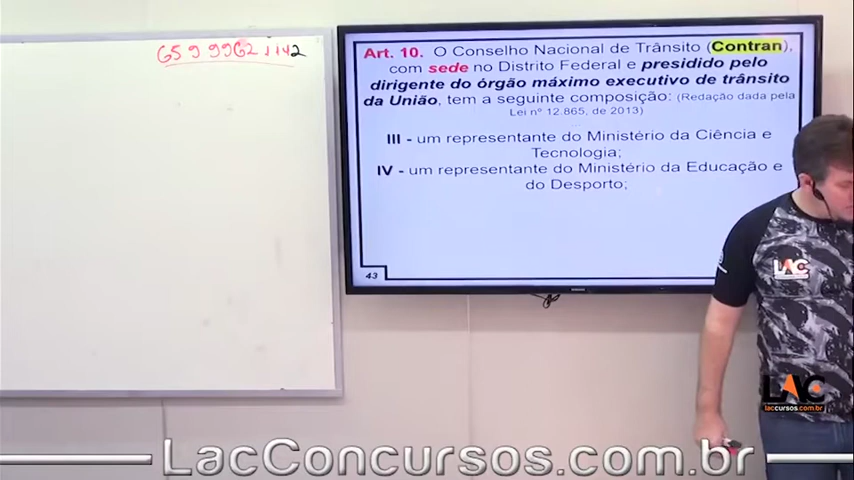 65 9 9962 1142
Art. 10. O Conselho Nacional de Trânsito (Contran),
com sede no Distrito Federal e presidido pelo
dirigente do órgão máximo executivo de trânsito
da União, tem a seguinte composição: (Redação dada pela
Lei nº 12.865, de 2013)
III - um representante do Ministério da Ciência e
Tecnologia;
IV - um representante do Ministério da Educação e
do Desporto;
43
LAC
LAC
laccursos.com.br
LacConcursos.com.br